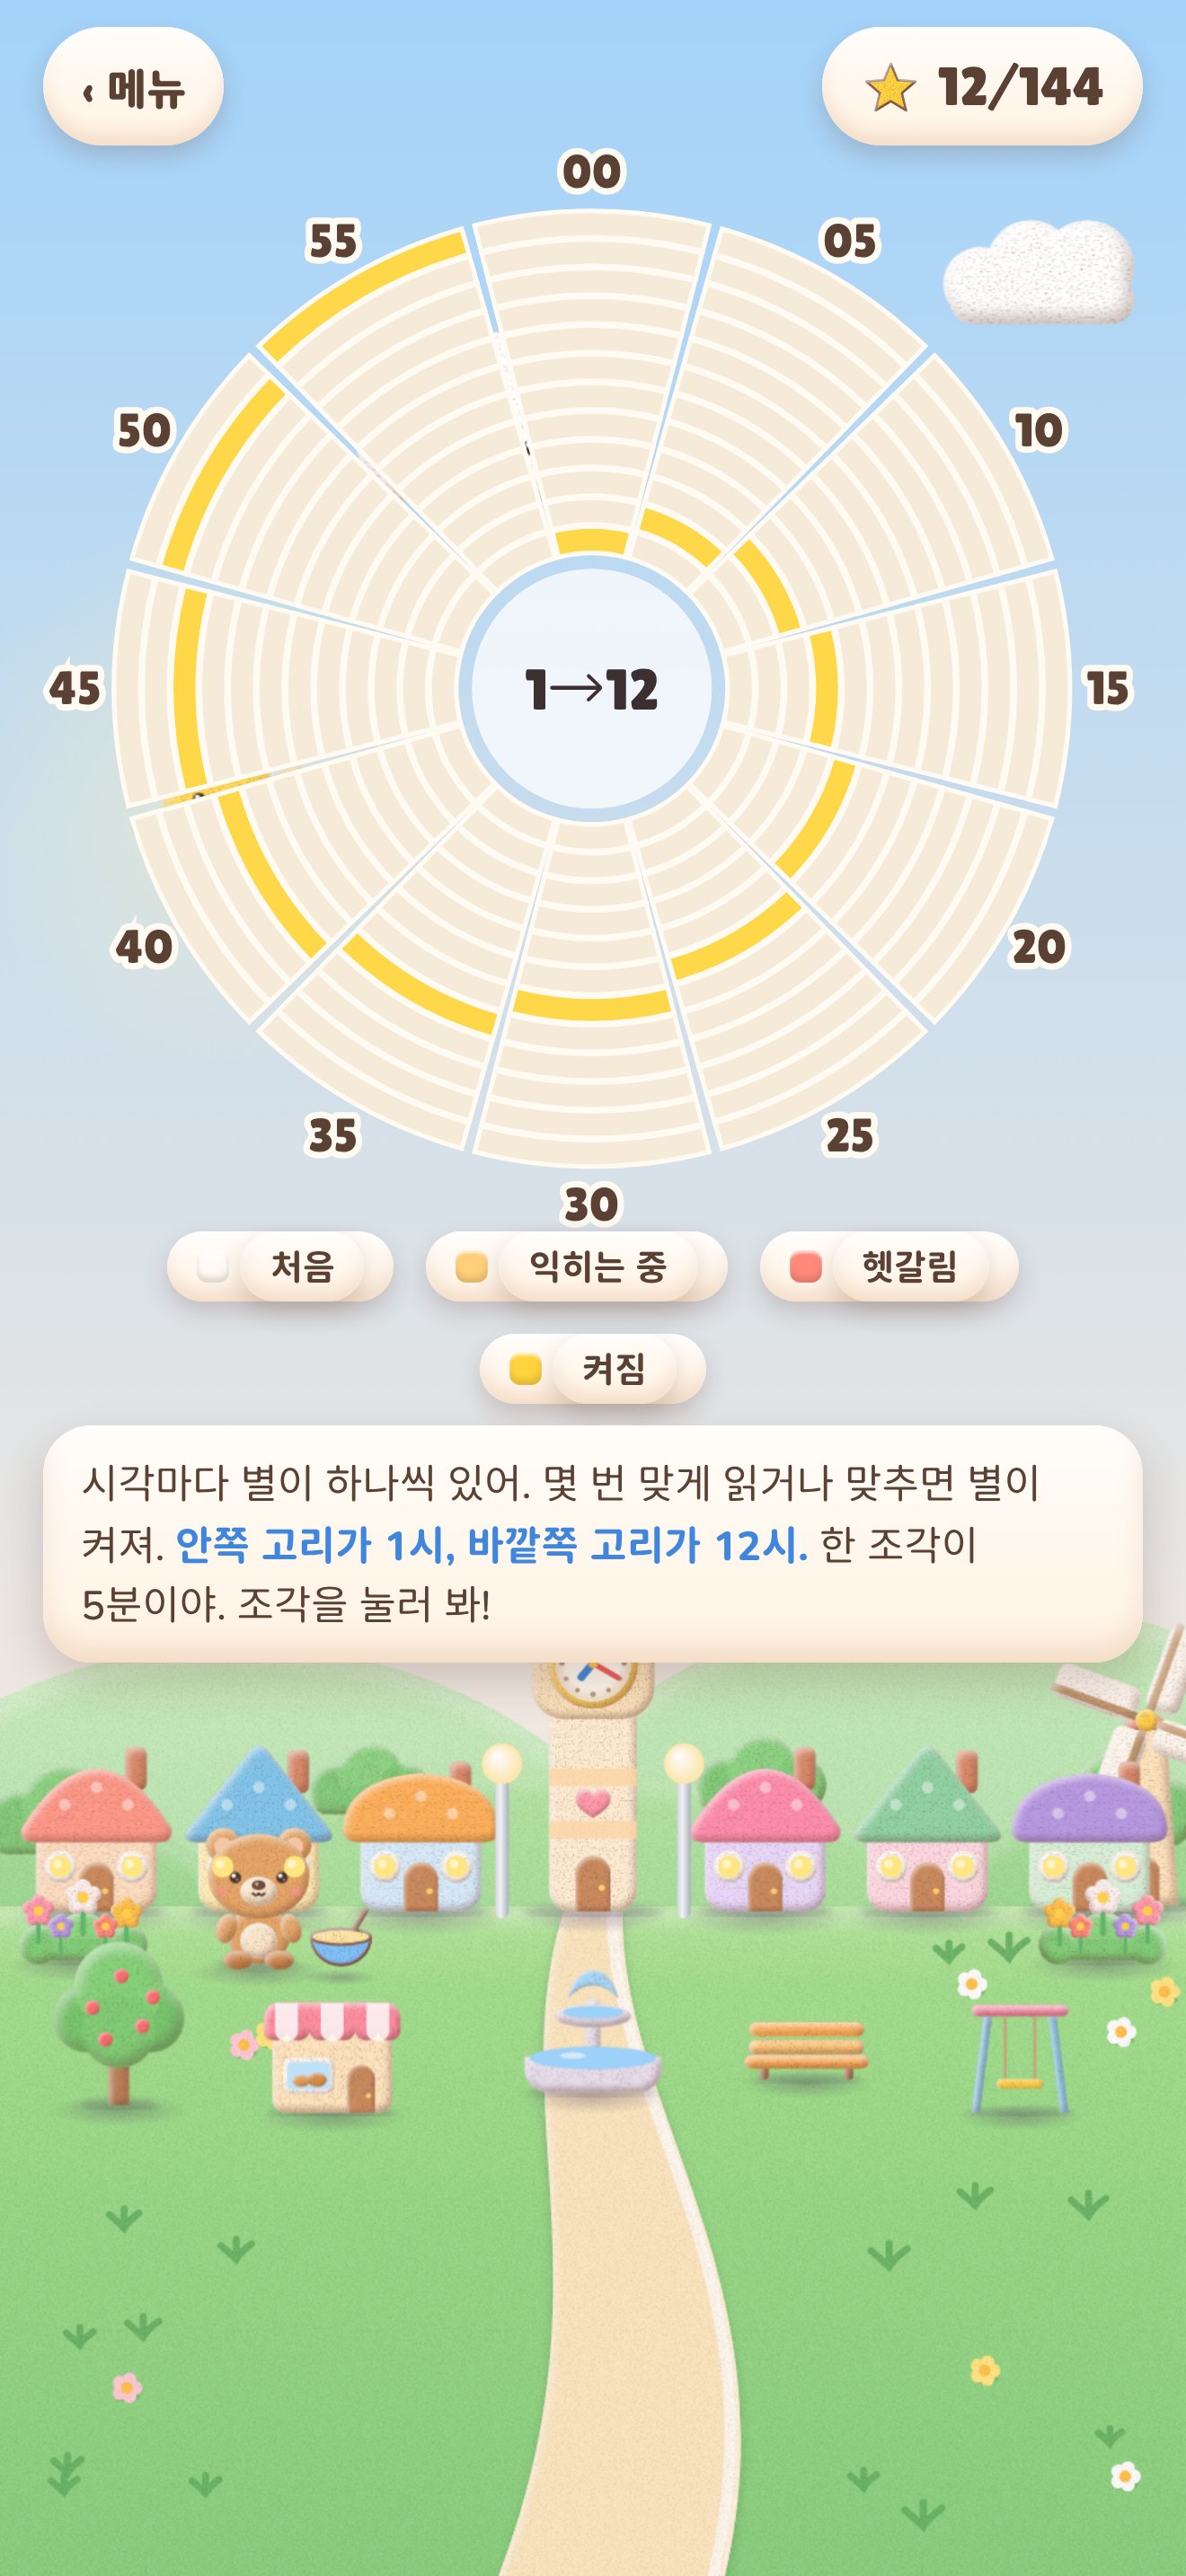 ‹ 메뉴
12/144
00
55
05
50
10
1→12
45
15
40
20
35
25
30
처음
익히는 중
헷갈림
켜짐
시각마다 별이 하나씩 있어. 몇 번 맞게 읽거나 맞추면 별이
켜져. 안쪽 고리가 1시, 바깥쪽 고리가 12시. 한 조각이
5분이야. 조각을 눌러 봐!